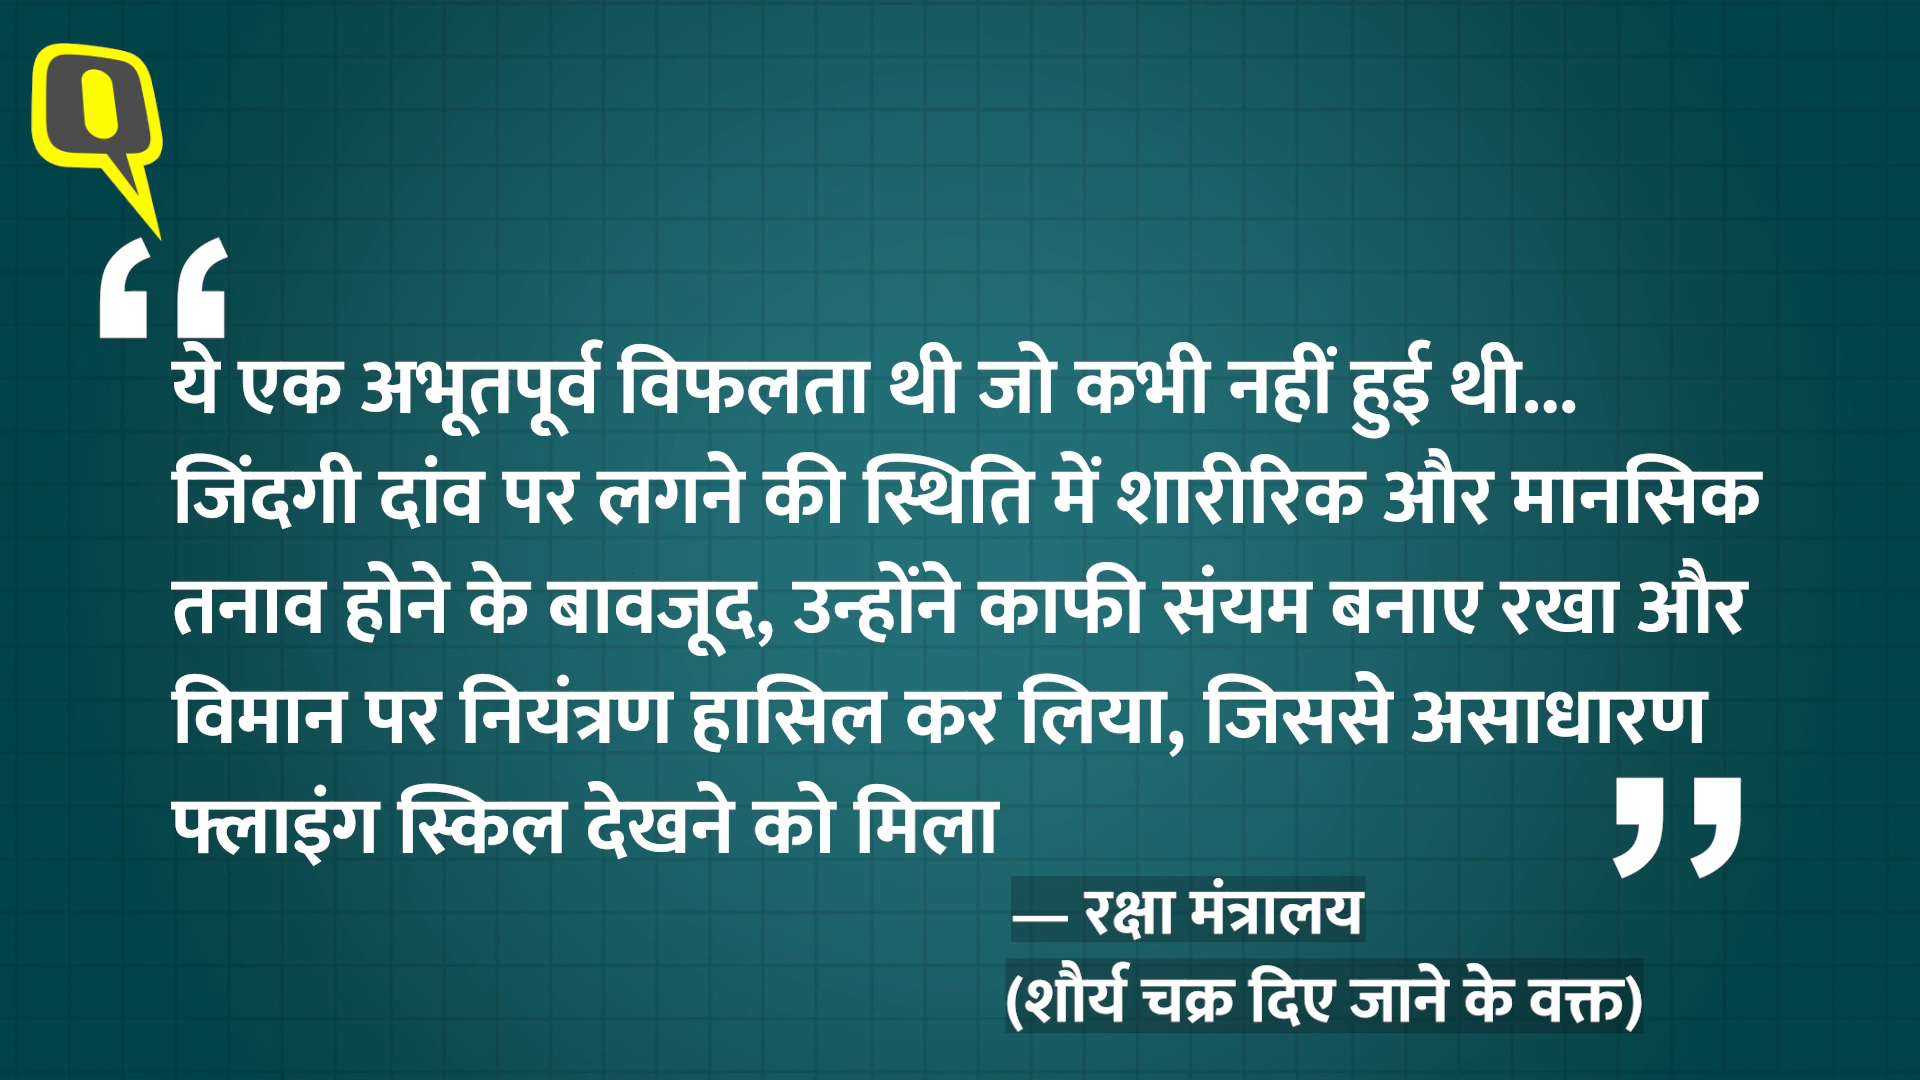 Q
“
ये एक अभूतपूर्व विफलता थी जो कभी नहीं हुई थी...
जिंदगी दांव पर लगने की स्थिति में शारीरिक और मानसिक
तनाव होने के बावजूद, उन्होंने काफी संयम बनाए रखा और
विमान पर नियंत्रण हासिल कर लिया, जिससे असाधारण
फ्लाइंग स्किल देखने को मिला
”
— रक्षा मंत्रालय
(शौर्य चक्र दिए जाने के वक्त)